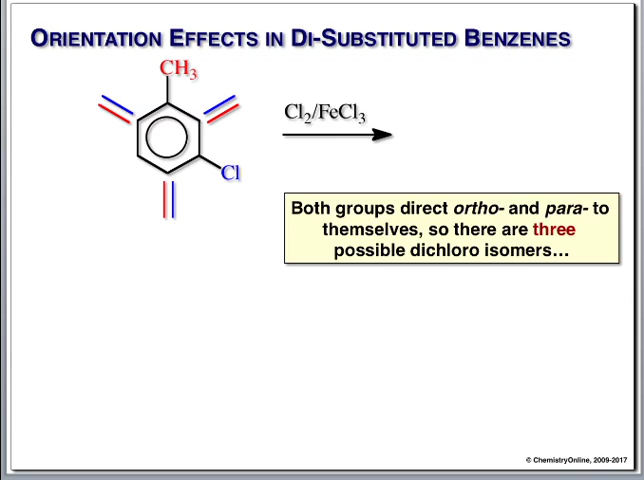 ORIENTATION EFFECTS IN DI-SUBSTITUTED BENZENES
CH3
Cl2/FeCl3
Cl
Both groups direct ortho- and para- to
themselves, so there are three
possible dichloro isomers…
© ChemistryOnline, 2009-2017